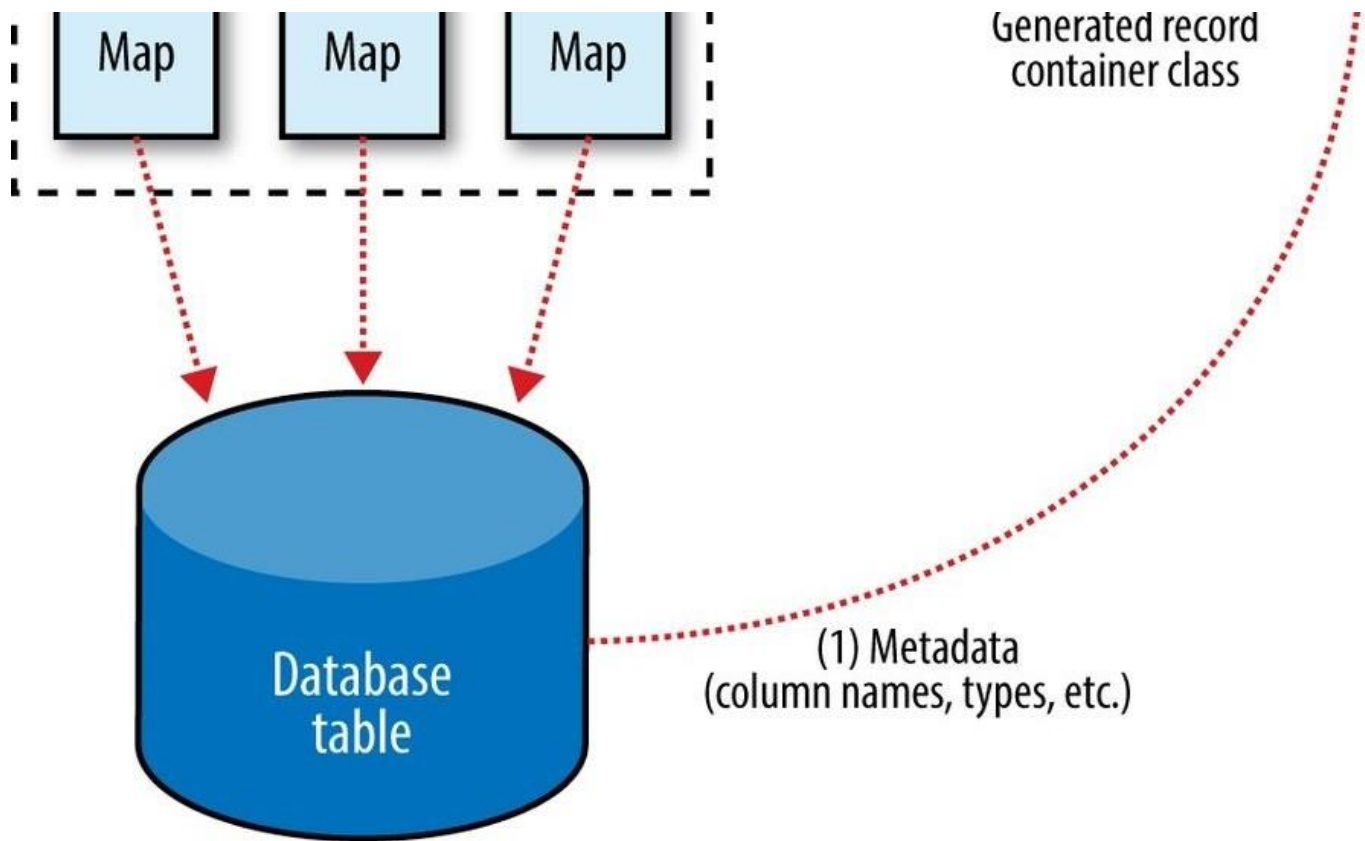 Map
Map
Map
Generated record
container class
(1) Metadata
(column names, types, etc.)
Database
table